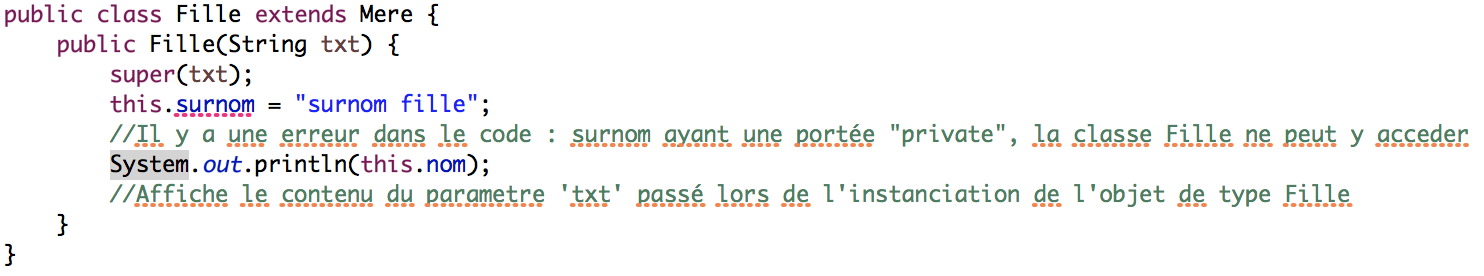 public class Fille extends Mere {
    public Fille(String txt) {
        super(txt);
        this.surnom = "surnom fille";
        //Il y a une erreur dans le code : surnom ayant une portée "private", la classe Fille ne peut y acceder
        System.out.println(this.nom);
        //Affiche le contenu du parametre 'txt' passé lors de l'instanciation de l'objet de type Fille
    }
}